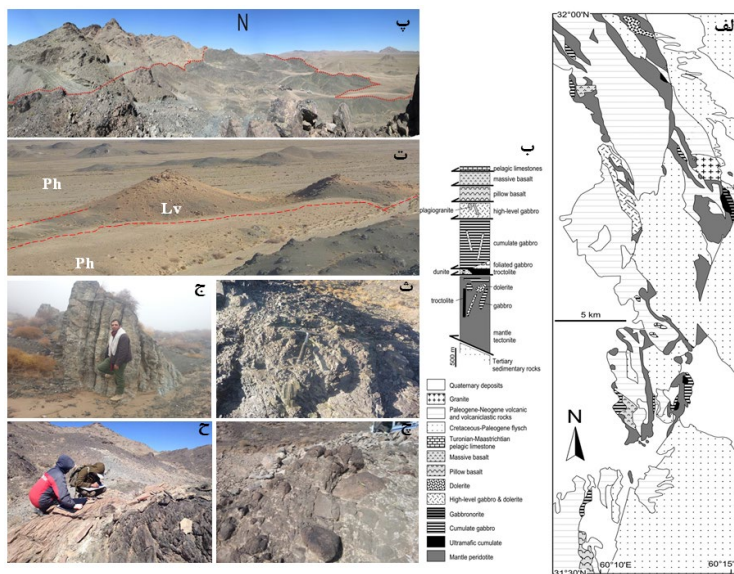 پ
N
ت
Ph
Lv
Ph
ج
ث
ح
چ
ب
pelagic limestones
massive basalt
pillow basalt
plagiogranite
high-level gabbro
cumulate gabbro
foliated gabbro
dunite
troctolite
dolerite
troctolite
gabbro
mantle tectonite
500 m
Tertiary
sedimentary rocks
Quaternary deposits
Granite
Paleogene-Neogene volcanic
and volcaniclastic rocks
Cretaceous-Paleogene flysch
Turonian-Maastrichtian
pelagic limestone
Massive basalt
Pillow basalt
Dolerite
High-level gabbro & dolerite
Gabbronorite
Cumulate gabbro
Ultramafic cumulate
Mantle peridotite
الف
32°00'N
5 km
N
31°30'N
60°10'E
60°15'